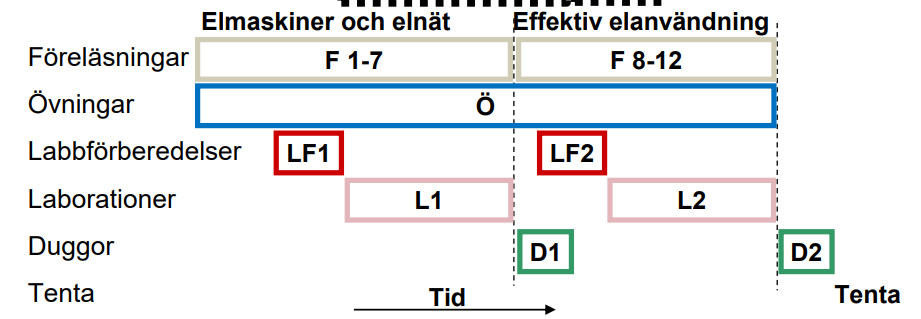 Elmaskiner och elnät Effektiv elanvändning
Föreläsningar F 1-7 F 8-12
Övningar Ö
Labbförberedelser LF1 LF2
Laborationer L1 L2
Duggor D1 D2
Tenta Tid Tenta